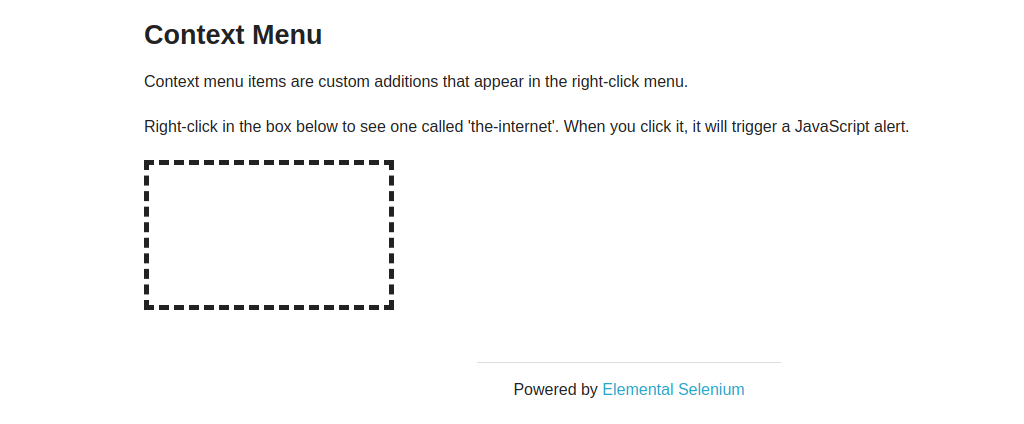 Context Menu
Context menu items are custom additions that appear in the right-click menu.
Right-click in the box below to see one called 'the-internet'. When you click it, it will trigger a JavaScript alert.
Powered by Elemental Selenium